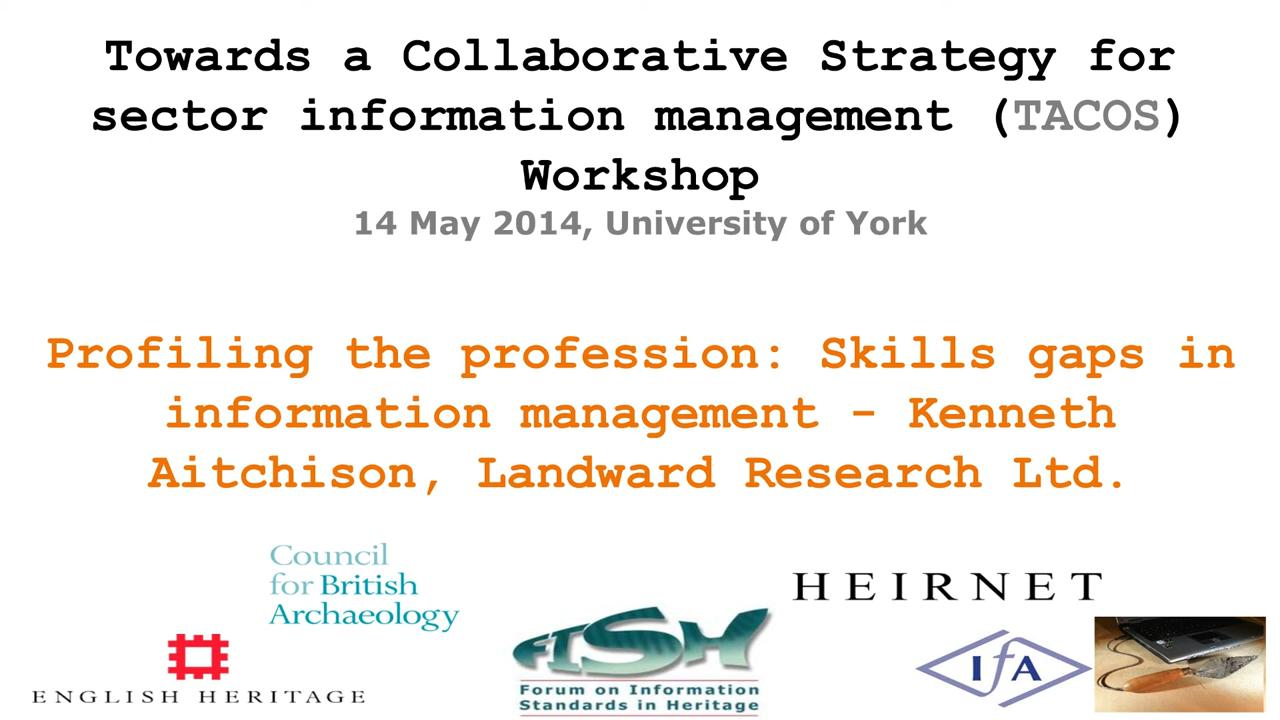 Towards a Collaborative Strategy for
sector information management (TACOS)
Workshop
14 May 2014, University of York
Profiling the profession: Skills gaps in
information management - Kenneth
Aitchison, Landward Research Ltd.
Council
for British
Archaeology
HEIRNET
ENGLISH HERITAGE
FISH
Forum on Information
Standards in Heritage
IfA